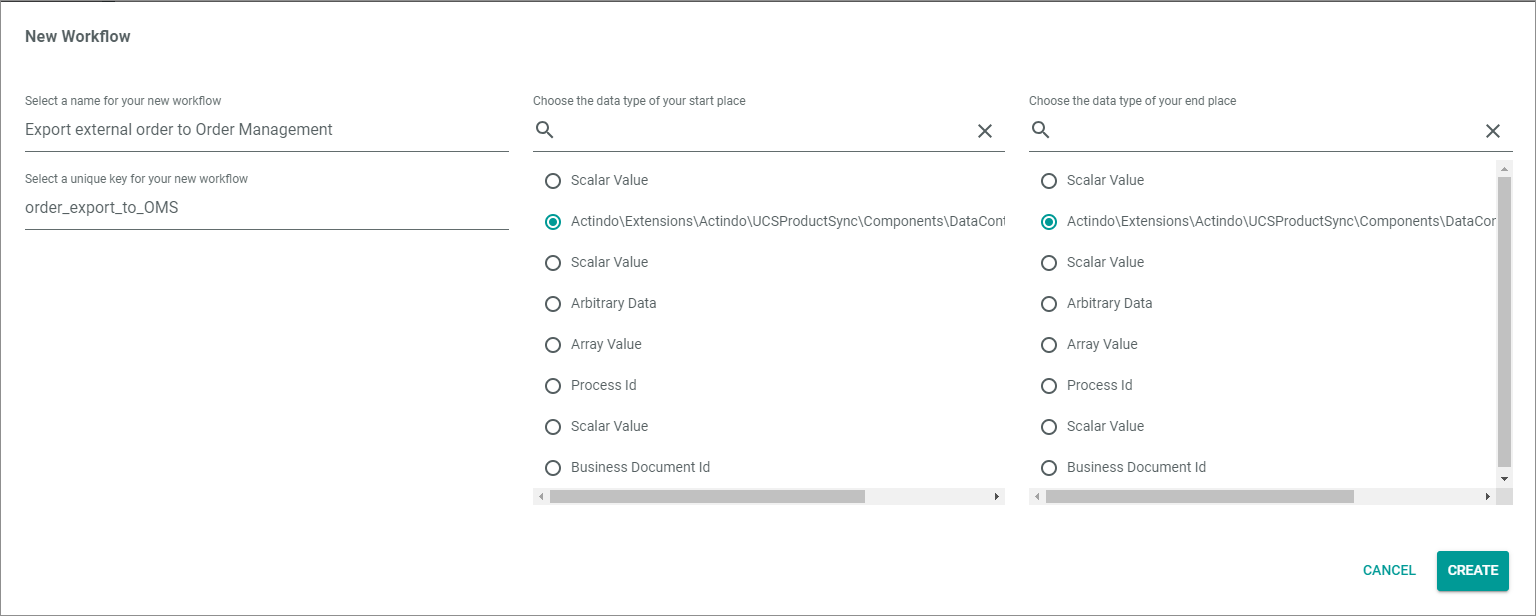 New Workflow
Select a name for your new workflow
Export external order to Order Management
Select a unique key for your new workflow
order_export_to_OMS
Choose the data type of your start place
Scalar Value
Actindo\Extensions\Actindo\UCSProductSync\Components\DataCont
Scalar Value
Arbitrary Data
Array Value
Process Id
Scalar Value
Business Document Id
Choose the data type of your end place
Scalar Value
Actindo\Extensions\Actindo\UCSProductSync\Components\DataCor
Scalar Value
Arbitrary Data
Array Value
Process Id
Scalar Value
Business Document Id
CANCEL
CREATE